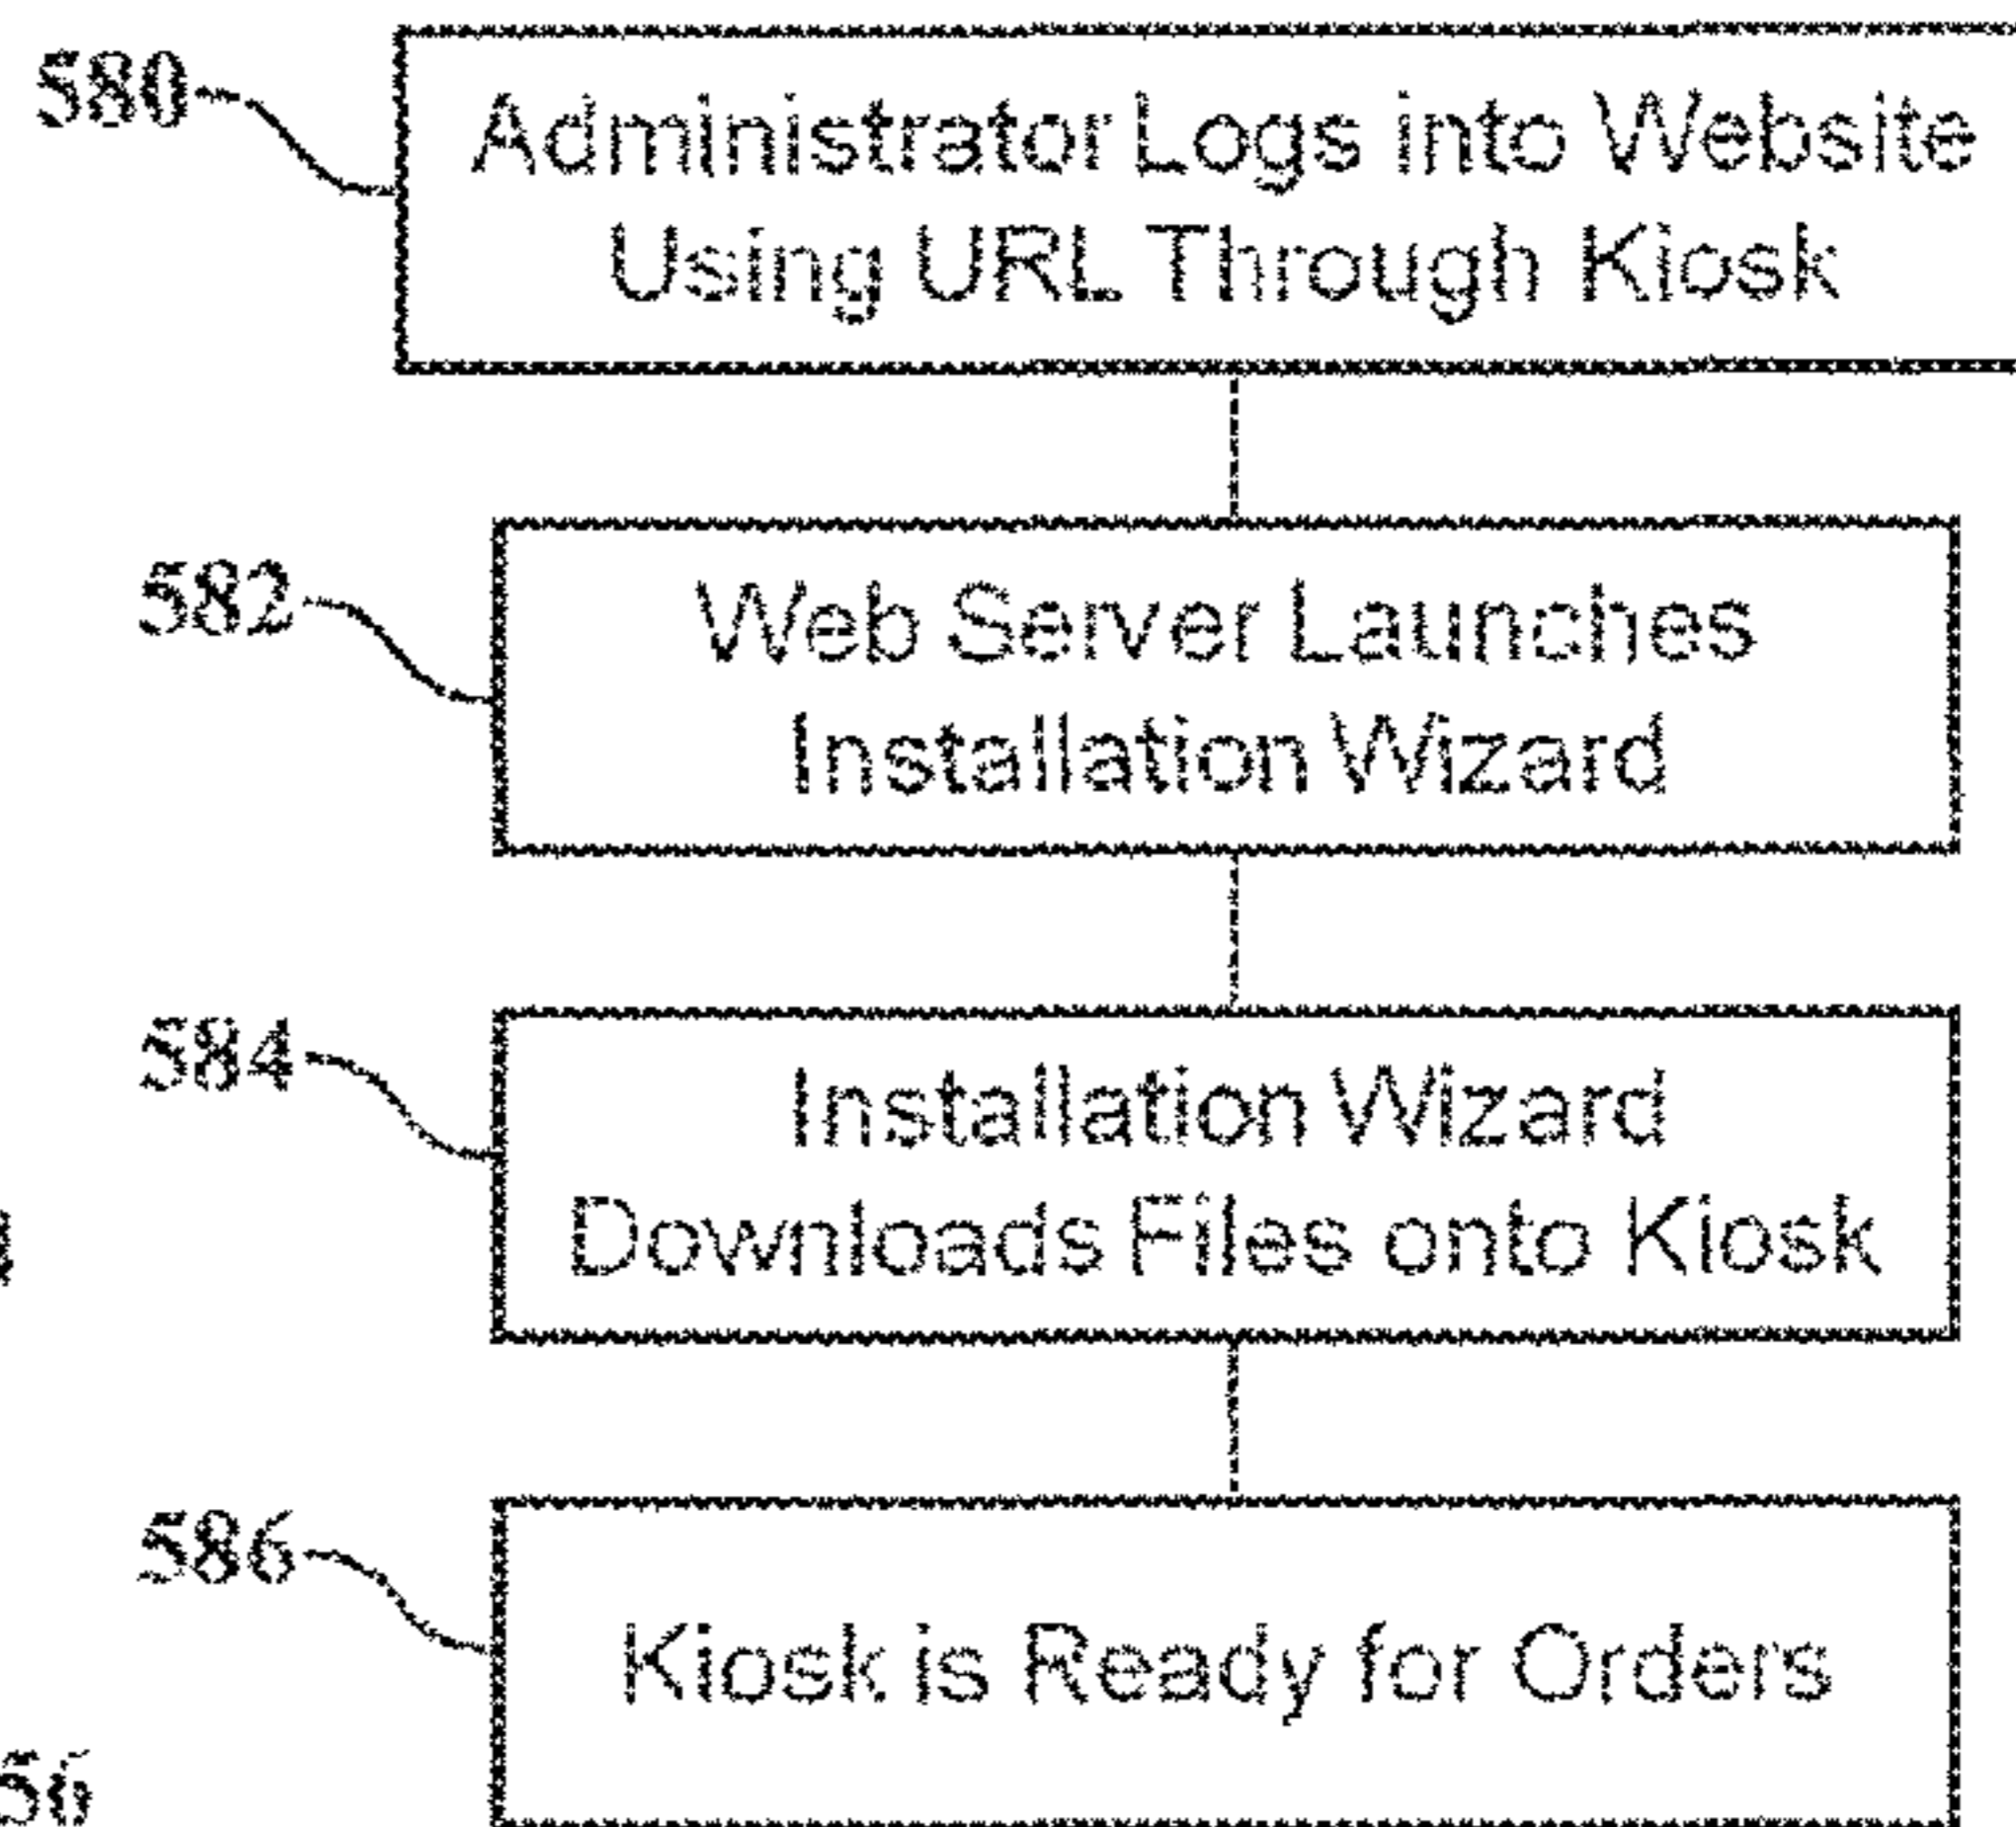 580
Administrator Logs into Website
Using URL Through Kiosk
582
Web Server Launches
Installation Wizard
584
Installation Wizard
Downloads Files onto Kiosk
586
Kiosk is Ready for Orders
56